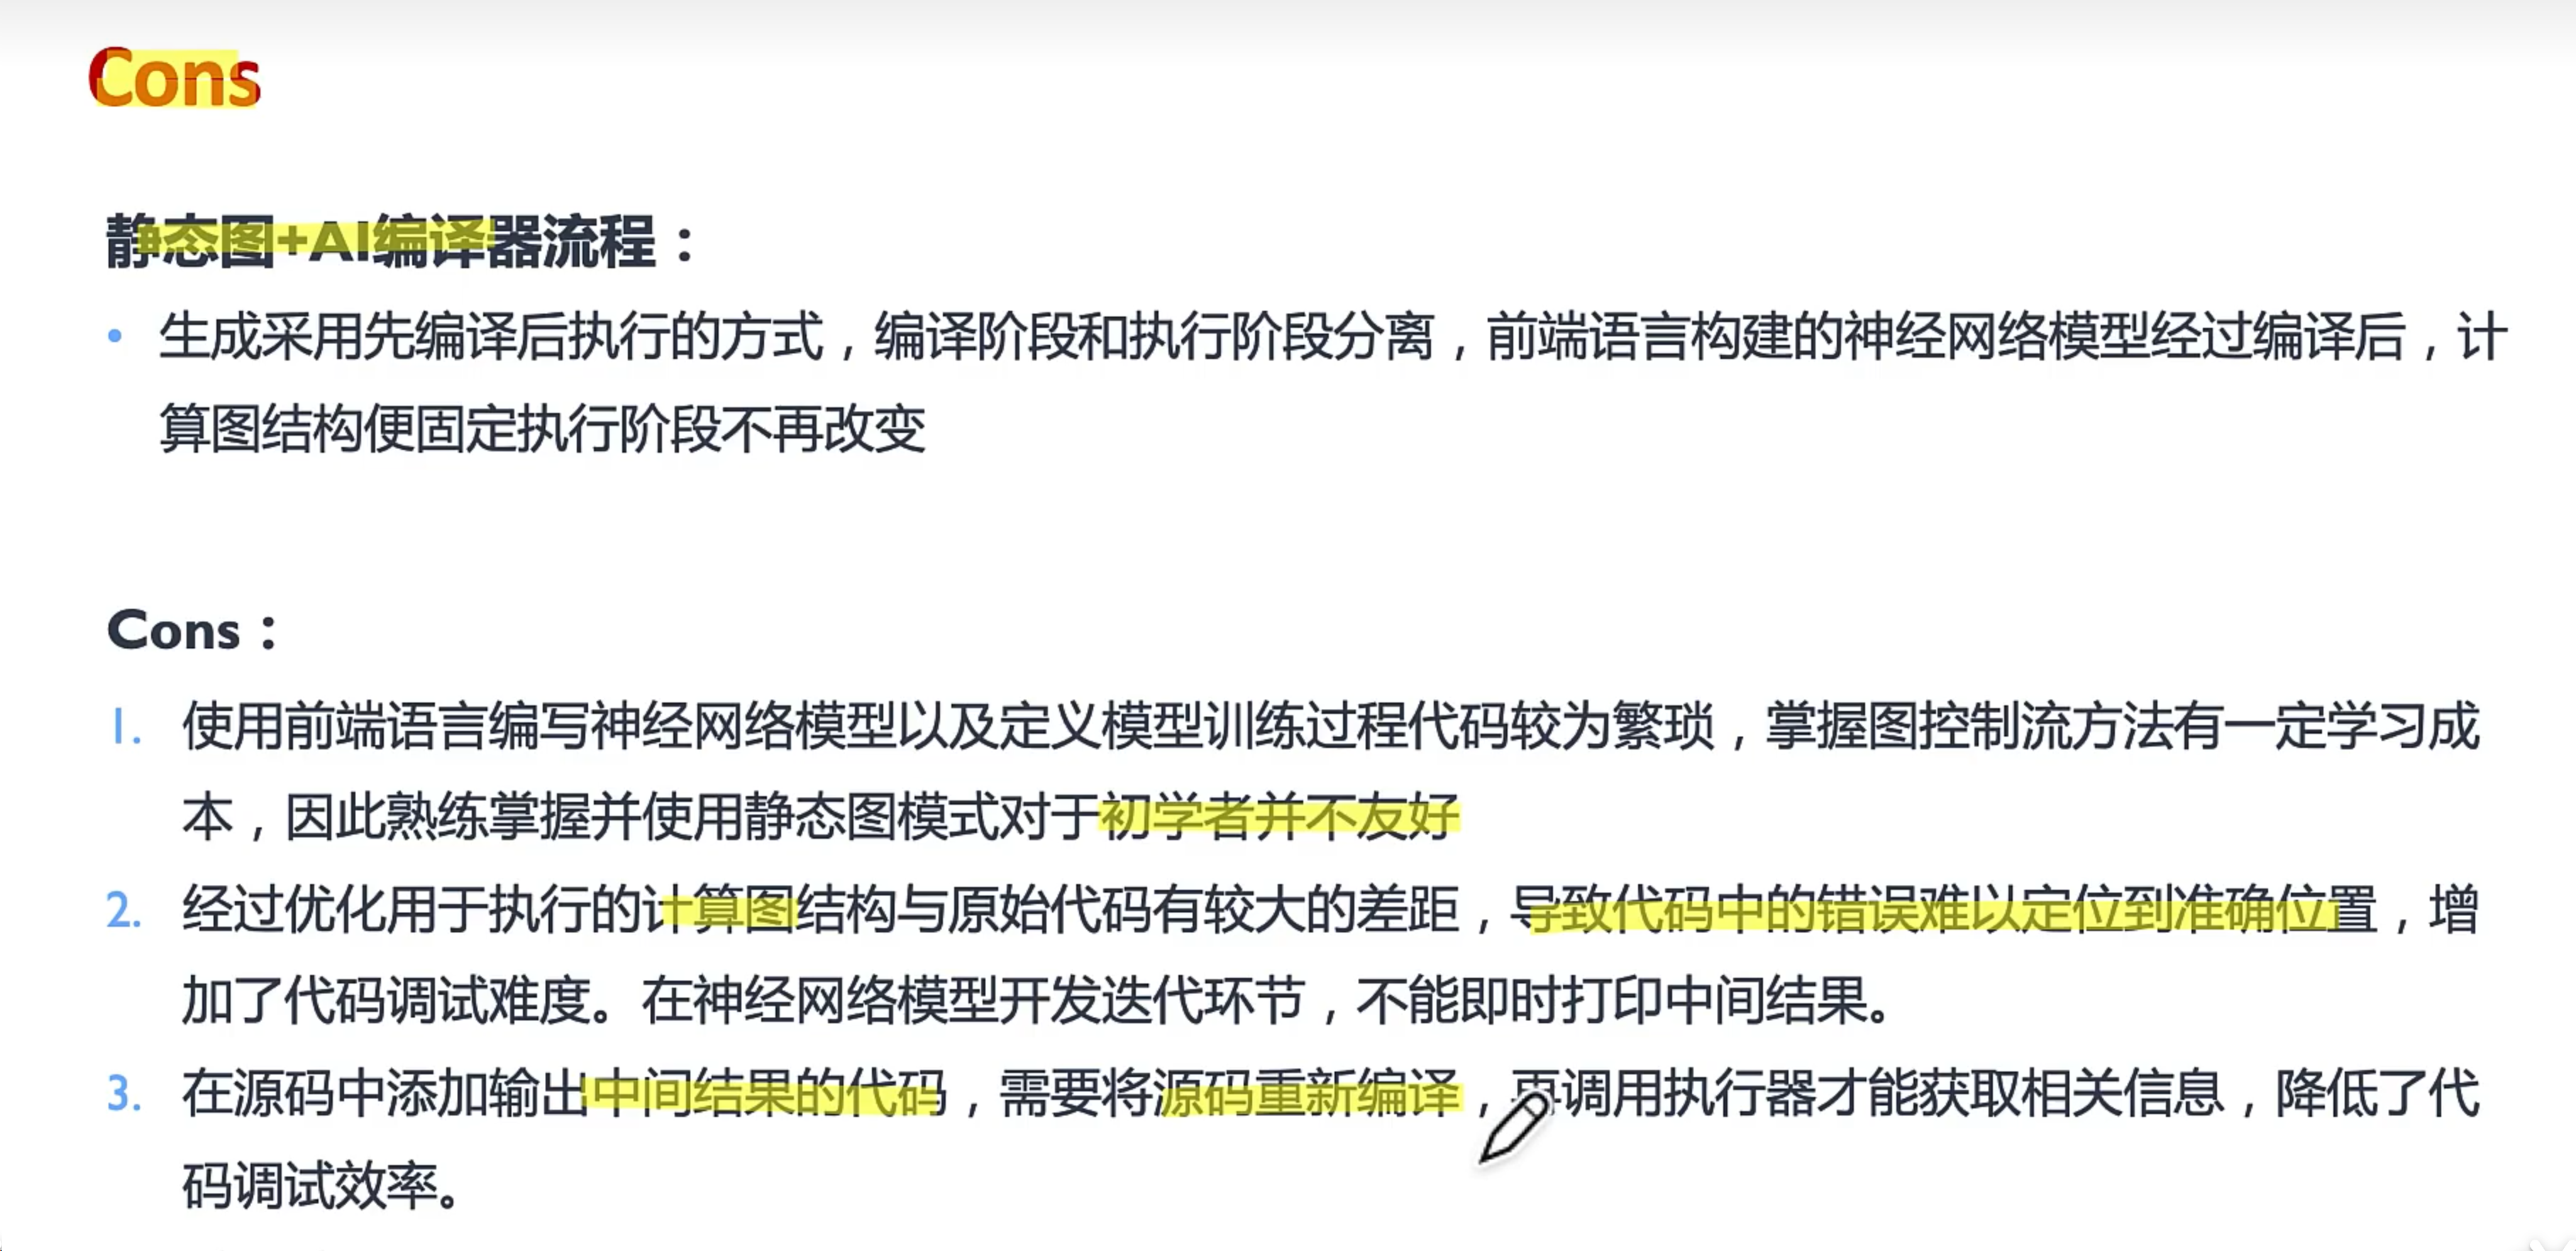 Cons
静态图+AI编译器流程：
• 生成采用先编译后执行的方式，编译阶段和执行阶段分离，前端语言构建的神经网络模型经过编译后，计
算图结构便固定执行阶段不再改变
Cons：
1. 使用前端语言编写神经网络模型以及定义模型训练过程代码较为繁琐，掌握图控制流方法有一定学习成
本，因此熟练掌握并使用静态图模式对于初学者并不友好
2. 经过优化用于执行的计算图结构与原始代码有较大的差距，导致代码中的错误难以定位到准确位置，增
加了代码调试难度。在神经网络模型开发迭代环节，不能即时打印中间结果。
3. 在源码中添加输出中间结果的代码，需要将源码重新编译，再调用执行器才能获取相关信息，降低了代
码调试效率。